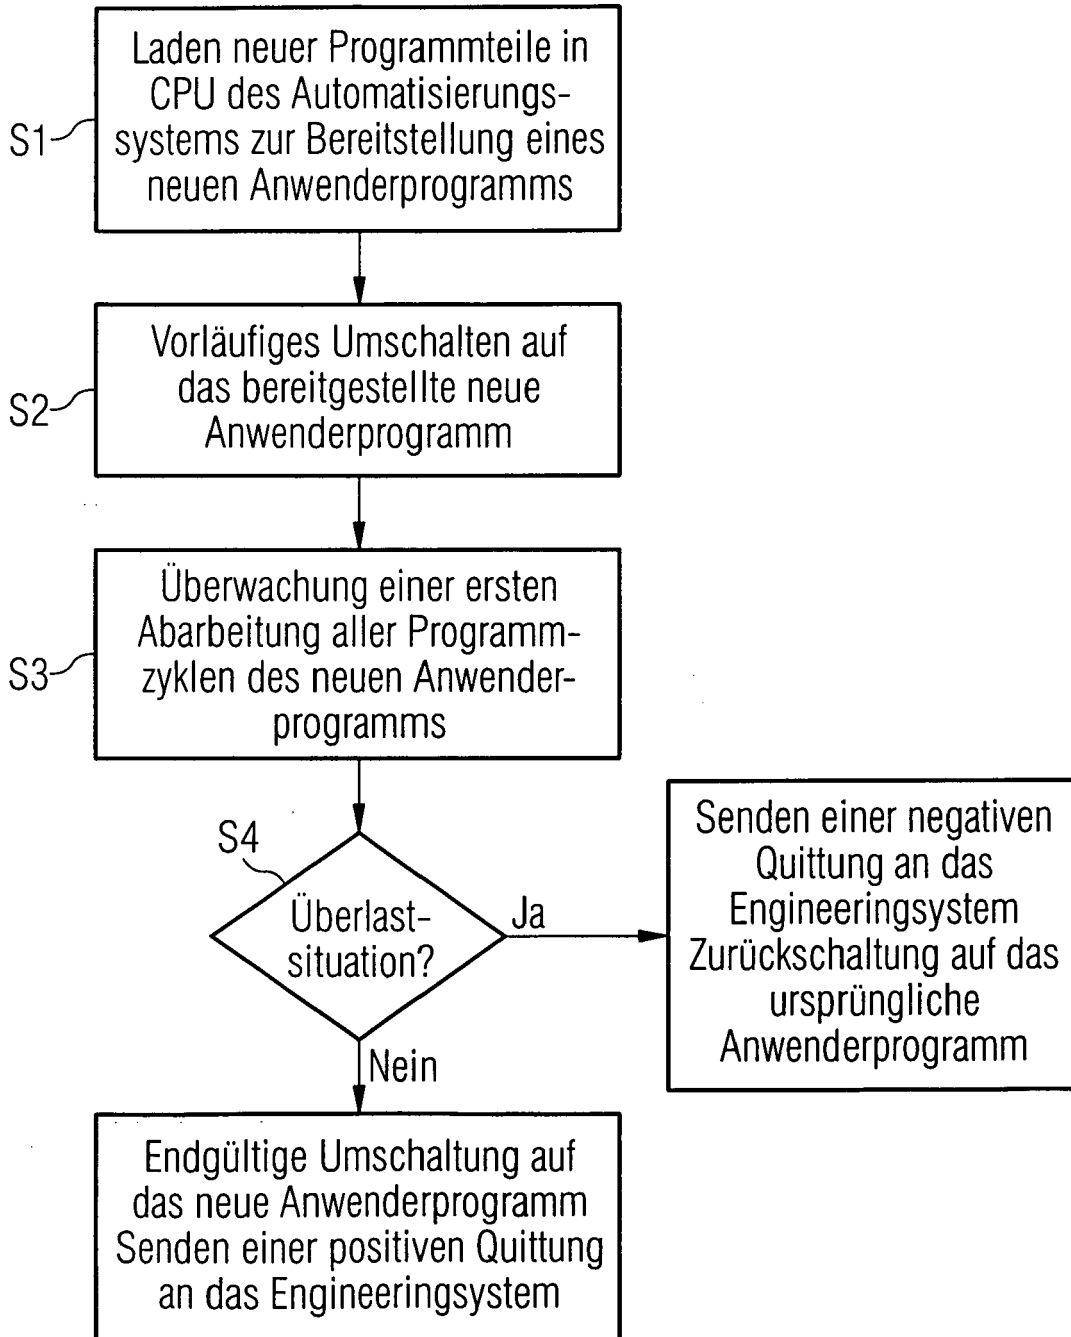 S1
Laden neuer Programmteile in
CPU des Automatisierungs-
systems zur Bereitstellung eines
neuen Anwenderprogramms
S2
Vorläufiges Umschalten auf
das bereitgestellte neue
Anwenderprogramm
S3
Überwachung einer ersten
Abarbeitung aller Programm-
zyklen des neuen Anwender-
programms
S4
Überlast-
situation?
Ja
Senden einer negativen
Quittung an das
Engineeringsystem
Zurückschaltung auf das
ursprüngliche
Anwenderprogramm
Nein
Endgültige Umschaltung auf
das neue Anwenderprogramm
Senden einer positiven Quittung
an das Engineeringsystem